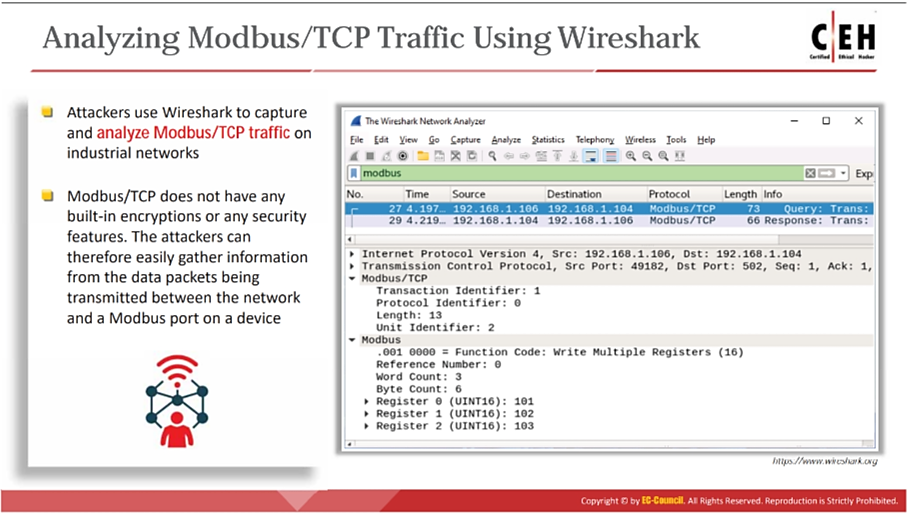 Analyzing Modbus/TCP Traffic Using Wireshark
CEH
Certified Ethical Hacker
Attackers use Wireshark to capture
and analyze Modbus/TCP traffic on
industrial networks
Modbus/TCP does not have any
built-in encryptions or any security
features. The attackers can
therefore easily gather information
from the data packets being
transmitted between the network
and a Modbus port on a device
The Wireshark Network Analyzer
File Edit View Go Capture Analyze Statistics Telephony Wireless Tools Help
modbus
Exp
No. Time Source Destination Protocol Length Info
27 4.197… 192.168.1.106 192.168.1.104 Modbus/TCP 73 Query: Trans:
29 4.219… 192.168.1.104 192.168.1.106 Modbus/TCP 66 Response: Trans:
Internet Protocol Version 4, Src: 192.168.1.106, Dst: 192.168.1.104
Transmission Control Protocol, Src Port: 49182, Dst Port: 502, Seq: 1, Ack: 1,
Modbus/TCP
Transaction Identifier: 1
Protocol Identifier: 0
Length: 13
Unit Identifier: 2
Modbus
.001 0000 = Function Code: Write Multiple Registers (16)
Reference Number: 0
Word Count: 3
Byte Count: 6
Register 0 (UINT16): 101
Register 1 (UINT16): 102
Register 2 (UINT16): 103
https://www.wireshark.org
Copyright © by EC-Council. All Rights Reserved. Reproduction is Strictly Prohibited.